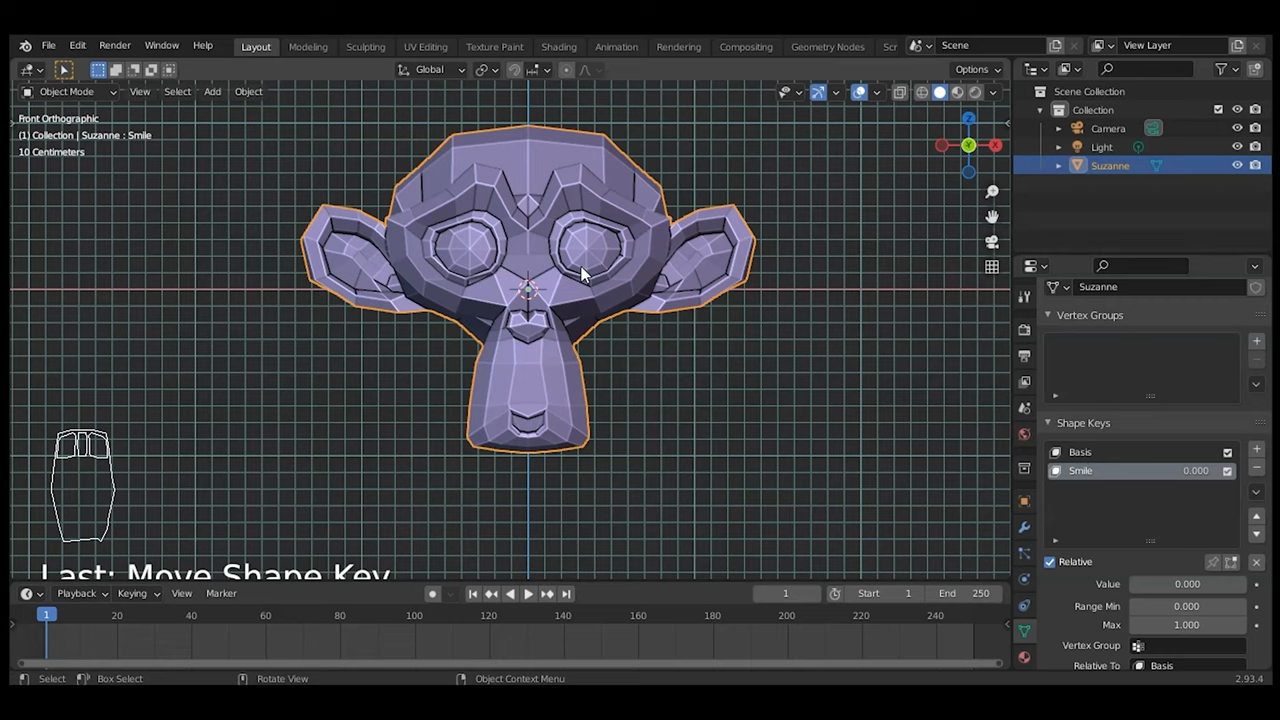 File Edit Render Window Help Layout Modeling Sculpting UV Editing Texture Paint Shading Animation Rendering Compositing Geometry Nodes Scr Scene View Layer
Global Options
Object Mode View Select Add Object
Front Orthographic
(1) Collection | Suzanne : Smile
10 Centimeters
Z
Y
X
Last: Move Shape Key
Scene Collection
Collection
Camera
Light
Suzanne
Suzanne
Vertex Groups
Shape Keys
Basis
Smile 0.000
Relative
Value 0.000
Range Min 0.000
Max 1.000
Vertex Group
Relative To Basis
Playback Keying View Marker 1 Start 1 End 250
1 20 40 60 80 100 120 140 160 180 200 220 240
Select Box Select Rotate View Object Context Menu 2.93.4